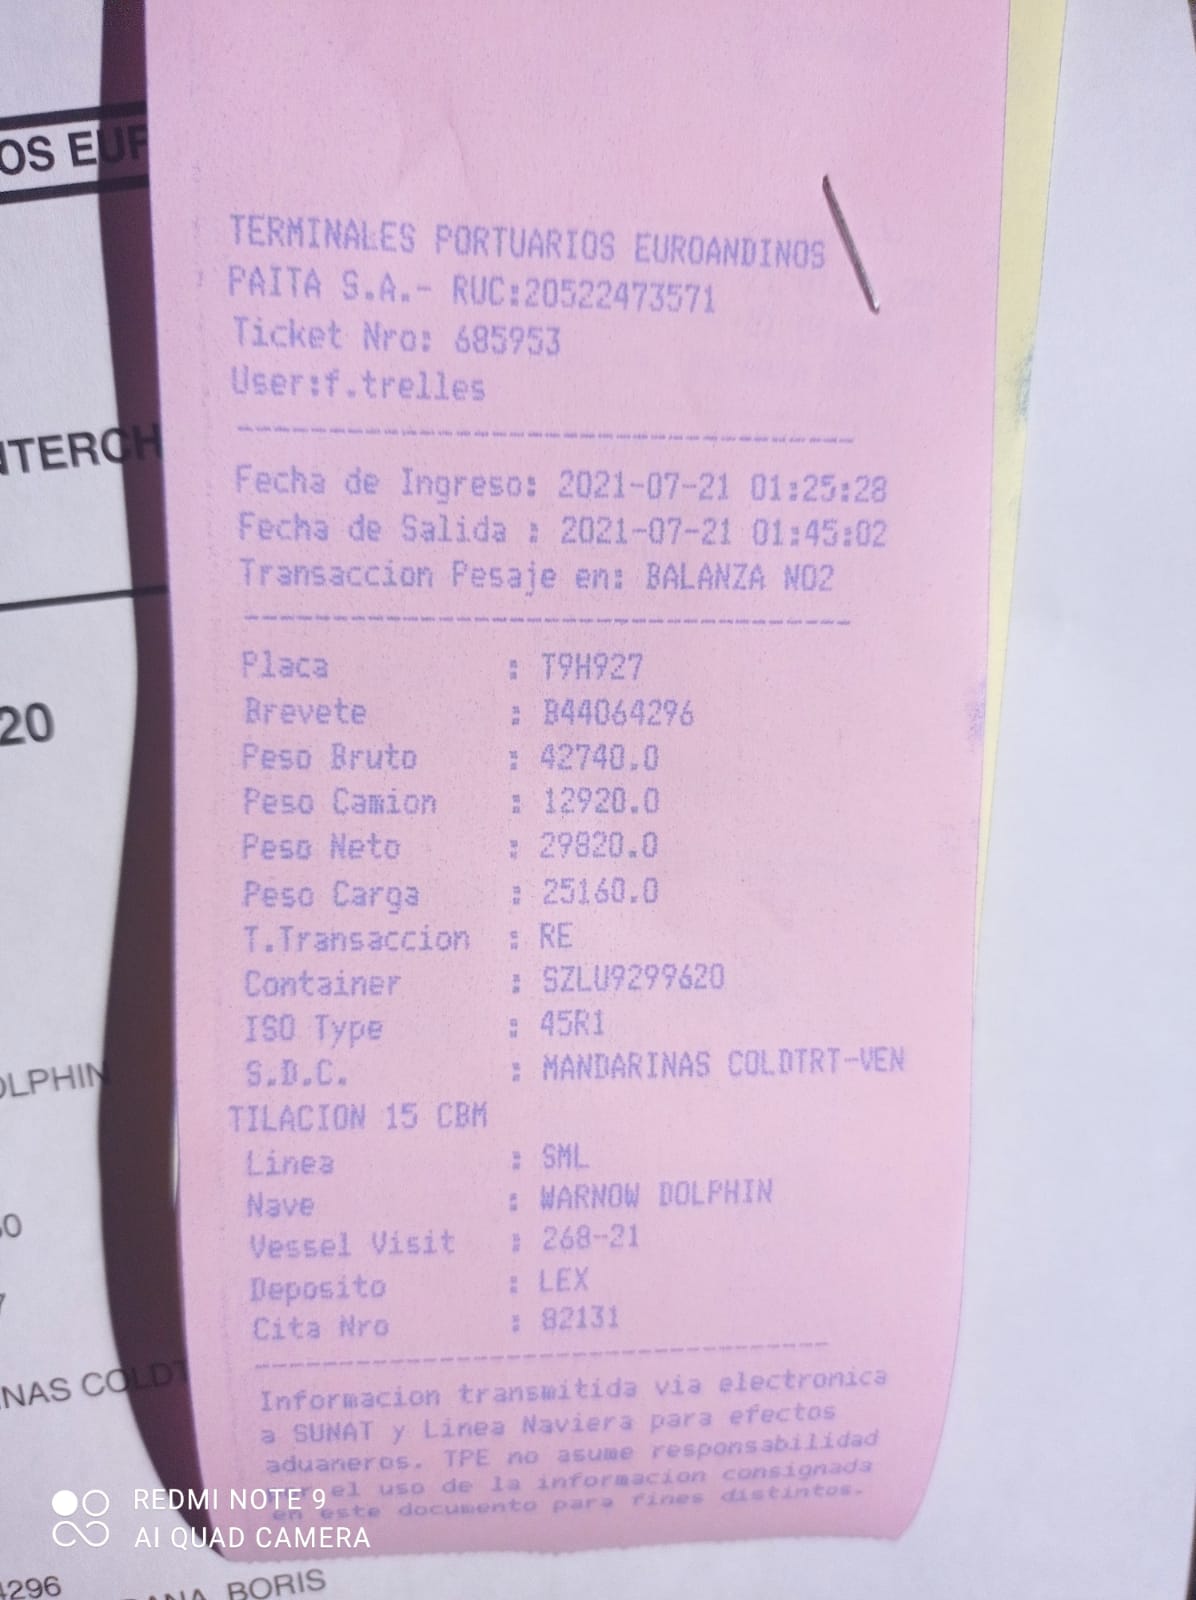 OS EUR
NTERCH
20
OLPHIN
NAS COLDT
4296
BORIS
TERMINALES PORTUARIOS EUROANDINOS
PAITA S.A.- RUC:20522473571
Ticket Nro: 685953
User:f.trelles
Fecha de Ingreso: 2021-07-21 01:25:28
Fecha de Salida : 2021-07-21 01:45:02
Transaccion Pesaje en: BALANZA NO2
Placa : T9H927
Brevete : B44064296
Peso Bruto : 42740.0
Peso Camion : 12920.0
Peso Neto : 29820.0
Peso Carga : 25160.0
T.Transaccion : RE
Container : SZLU9299620
ISO Type : 45R1
S.D.C. : MANDARINAS COLDTRT-VEN
TILACION 15 CBM
Linea : SML
Nave : WARNOW DOLPHIN
Vessel Visit : 268-21
Deposito : LEX
Cita Nro : 82131
Informacion transmitida via electronica
a SUNAT y Linea Naviera para efectos
aduaneros. TPE no asume responsabilidad
el uso de la informacion consignada
en este documento para fines distintos.
REDMI NOTE 9
AI QUAD CAMERA